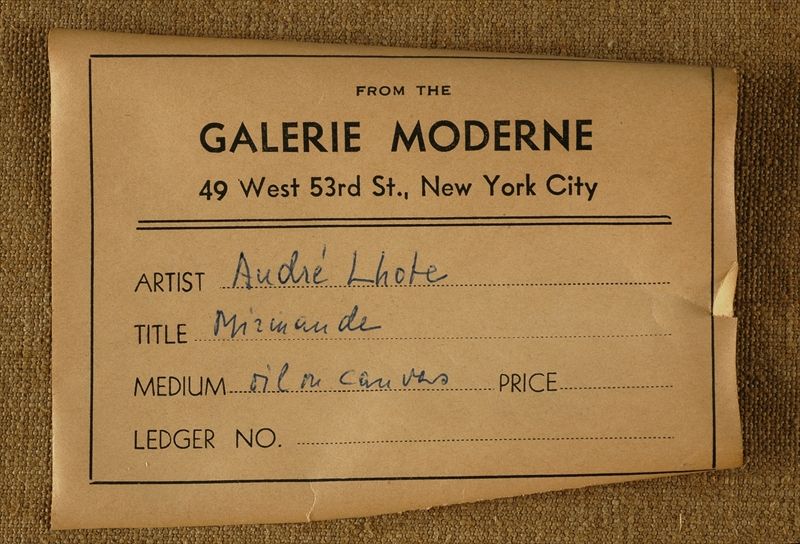 FROM THE
GALERIE MODERNE
49 West 53rd St., New York City
ARTIST André Lhote
TITLE Mirmande
MEDIUM oil on canvas PRICE
LEDGER NO.